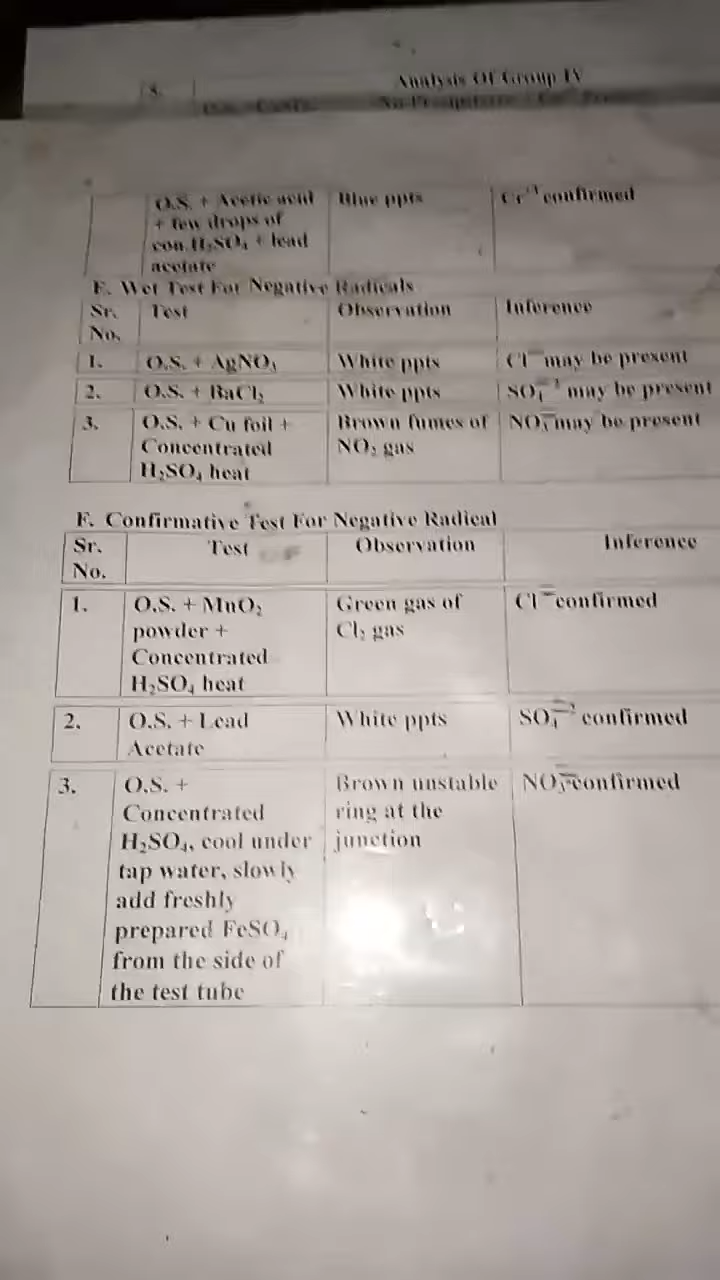 Analysis Of Group IV
8.
O.S. + Acetic acid Blue ppts Cr⁺³ confirmed
+ few drops of
con. H₂SO₄ + lead
acetate
E. Wet Test For Negative Radicals
Sr. Test Observation Inference
No.
1. O.S. + AgNO₃ White ppts Cl⁻ may be present
2. O.S. + BaCl₂ White ppts SO₄⁻² may be present
3. O.S. + Cu foil + Brown fumes of NO₃⁻ may be present
Concentrated NO₂ gas
H₂SO₄ heat
F. Confirmative Test For Negative Radical
Sr. Test Observation Inference
No.
1. O.S. + MnO₂ Green gas of Cl⁻ confirmed
powder + Cl₂ gas
Concentrated
H₂SO₄ heat
2. O.S. + Lead White ppts SO₄⁻² confirmed
Acetate
3. O.S. + Brown unstable NO₃⁻ confirmed
Concentrated ring at the
H₂SO₄, cool under junction
tap water, slowly
add freshly
prepared FeSO₄
from the side of
the test tube